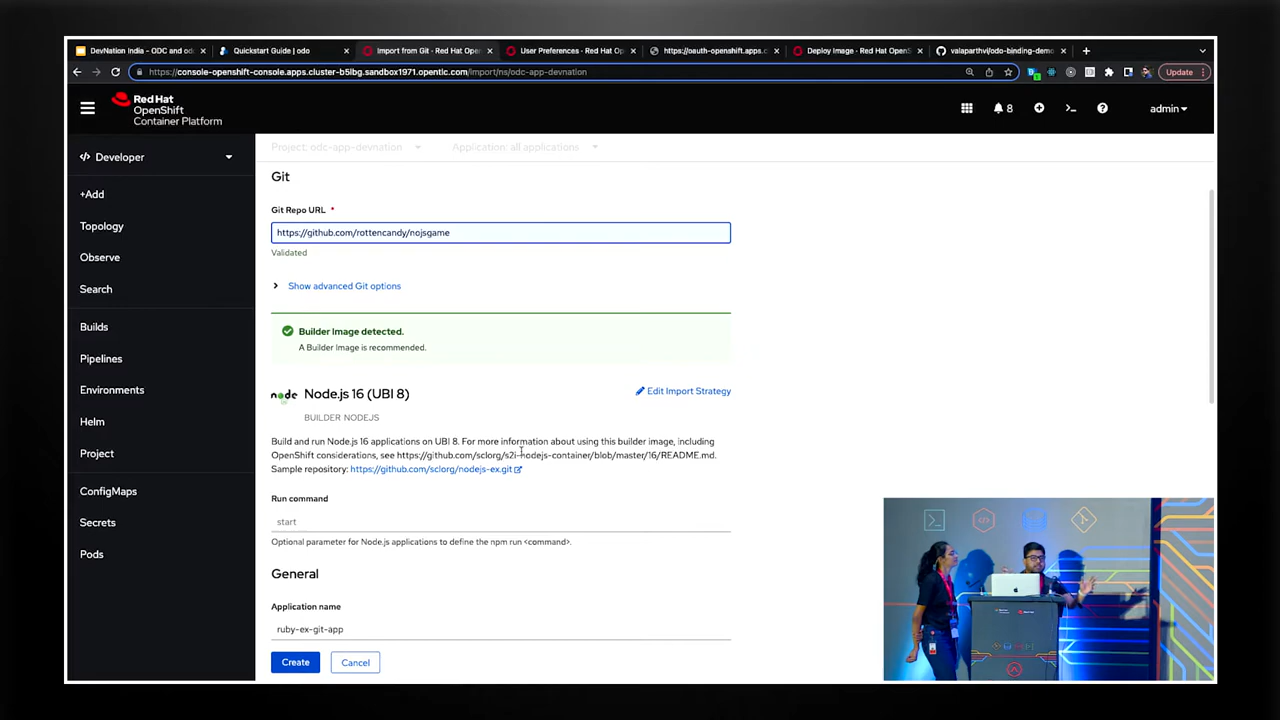 DevNation India - ODC and od
Quickstart Guide | odo
Import from Git · Red Hat Open
User Preferences · Red Hat Op
https://oauth-openshift.apps.c
Deploy Image · Red Hat OpenSh
valaparthvi/odo-binding-demo
https://console-openshift-console.apps.cluster-b5lbg.sandbox1971.opentlc.com/import/ns/odc-app-devnation
Update
Red Hat
OpenShift
Container Platform
8
admin
Developer
+Add
Topology
Observe
Search
Builds
Pipelines
Environments
Helm
Project
ConfigMaps
Secrets
Pods
Project: odc-app-devnation
Application: all applications
Git
Git Repo URL *
https://github.com/rottencandy/nojsgame
Validated
Show advanced Git options
Builder Image detected.
A Builder Image is recommended.
node
Node.js 16 (UBI 8)
Edit Import Strategy
BUILDER NODEJS
Build and run Node.js 16 applications on UBI 8. For more information about using this builder image, including
OpenShift considerations, see https://github.com/sclorg/s2i-nodejs-container/blob/master/16/README.md.
Sample repository: https://github.com/sclorg/nodejs-ex.git
Run command
start
Optional parameter for Node.js applications to define the npm run <command>.
General
Application name
ruby-ex-git-app
Create
Cancel